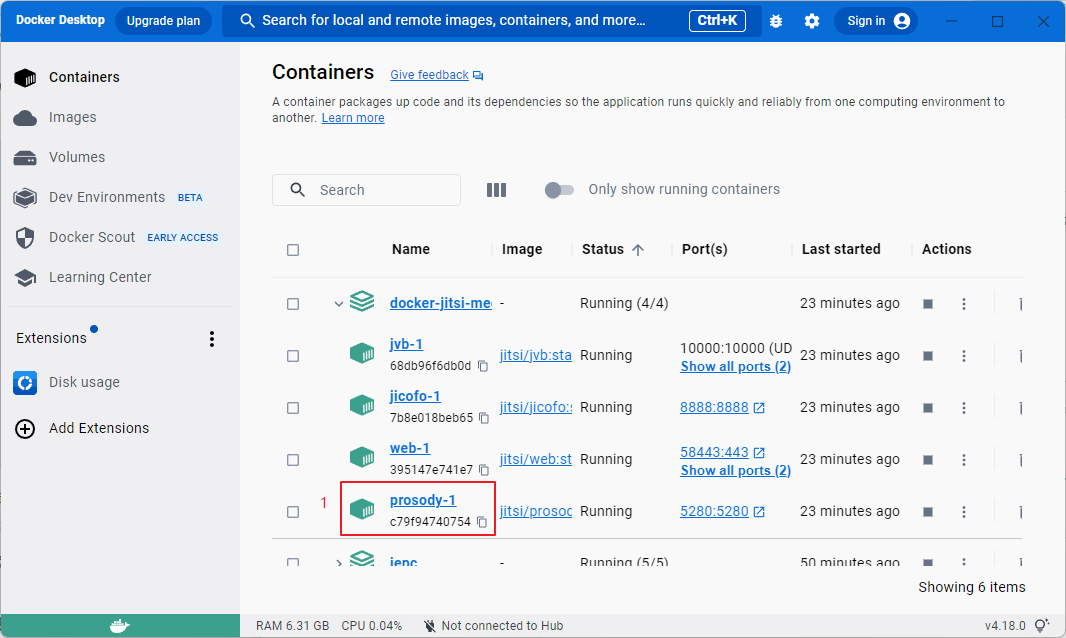 Docker Desktop Upgrade plan Search for local and remote images, containers, and more... Ctrl+K Sign in
Containers
Images
Volumes
Dev Environments BETA
Docker Scout EARLY ACCESS
Learning Center
Extensions
Disk usage
Add Extensions
Containers Give feedback
A container packages up code and its dependencies so the application runs quickly and reliably from one computing environment to
another. Learn more
Search Only show running containers
Name Image Status Port(s) Last started Actions
docker-jitsi-mee - Running (4/4) 23 minutes ago
jvb-1
68db96f6db0d jitsi/jvb:sta Running 10000:10000 (UD 23 minutes ago
Show all ports (2)
jicofo-1
7b8e018beb65 jitsi/jicofo:s Running 8888:8888 23 minutes ago
web-1
395147e741e7 jitsi/web:st Running 58443:443 23 minutes ago
Show all ports (2)
1 prosody-1
c79f94740754 jitsi/prosoc Running 5280:5280 23 minutes ago
iepc - Running (5/5) 50 minutes ago
Showing 6 items
RAM 6.31 GB CPU 0.04% Not connected to Hub v4.18.0